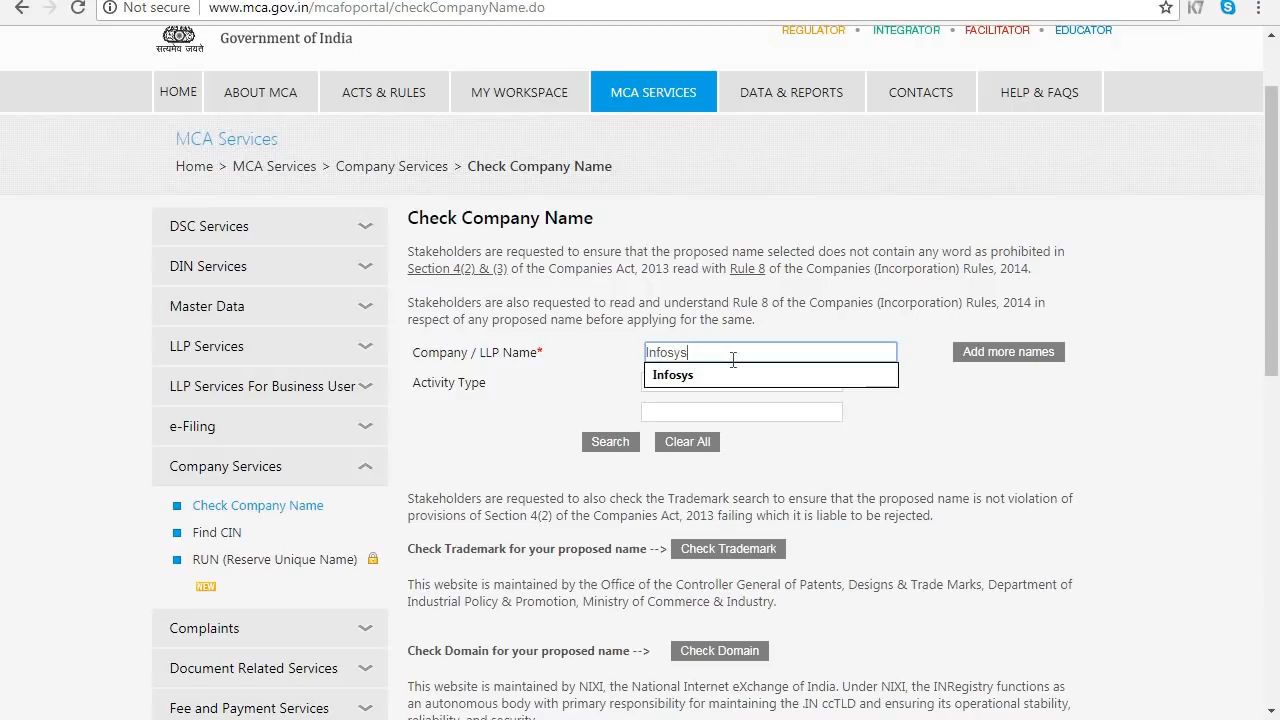 Not secure
www.mca.gov.in/mcafoportal/checkCompanyName.do
K7
सत्यमेव जयते
Government of India
REGULATOR • INTEGRATOR • FACILITATOR • EDUCATOR
HOME ABOUT MCA ACTS & RULES MY WORKSPACE MCA SERVICES DATA & REPORTS CONTACTS HELP & FAQS
MCA Services
Home > MCA Services > Company Services > Check Company Name
DSC Services
DIN Services
Master Data
LLP Services
LLP Services For Business User
e-Filing
Company Services
Check Company Name
Find CIN
RUN (Reserve Unique Name)
NEW
Complaints
Document Related Services
Fee and Payment Services
Check Company Name
Stakeholders are requested to ensure that the proposed name selected does not contain any word as prohibited in
Section 4(2) & (3) of the Companies Act, 2013 read with Rule 8 of the Companies (Incorporation) Rules, 2014.
Stakeholders are also requested to read and understand Rule 8 of the Companies (Incorporation) Rules, 2014 in
respect of any proposed name before applying for the same.
Company / LLP Name* Infosys Add more names
Infosys
Activity Type
Search Clear All
Stakeholders are requested to also check the Trademark search to ensure that the proposed name is not violation of
provisions of Section 4(2) of the Companies Act, 2013 failing which it is liable to be rejected.
Check Trademark for your proposed name --> Check Trademark
This website is maintained by the Office of the Controller General of Patents, Designs & Trade Marks, Department of
Industrial Policy & Promotion, Ministry of Commerce & Industry.
Check Domain for your proposed name --> Check Domain
This website is maintained by NIXI, the National Internet eXchange of India. Under NIXI, the INRegistry functions as
an autonomous body with primary responsibility for maintaining the .IN ccTLD and ensuring its operational stability,
reliability, and security.